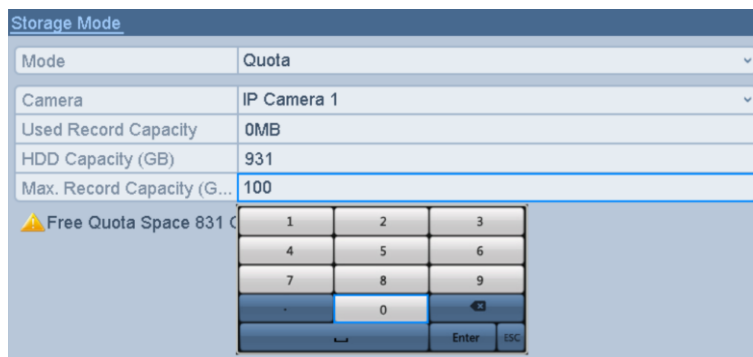 Storage Mode
Mode Quota
Camera IP Camera 1
Used Record Capacity 0MB
HDD Capacity (GB) 931
Max. Record Capacity (G... 100
Free Quota Space 831
1 2 3
4 5 6
7 8 9
. 0
Enter ESC